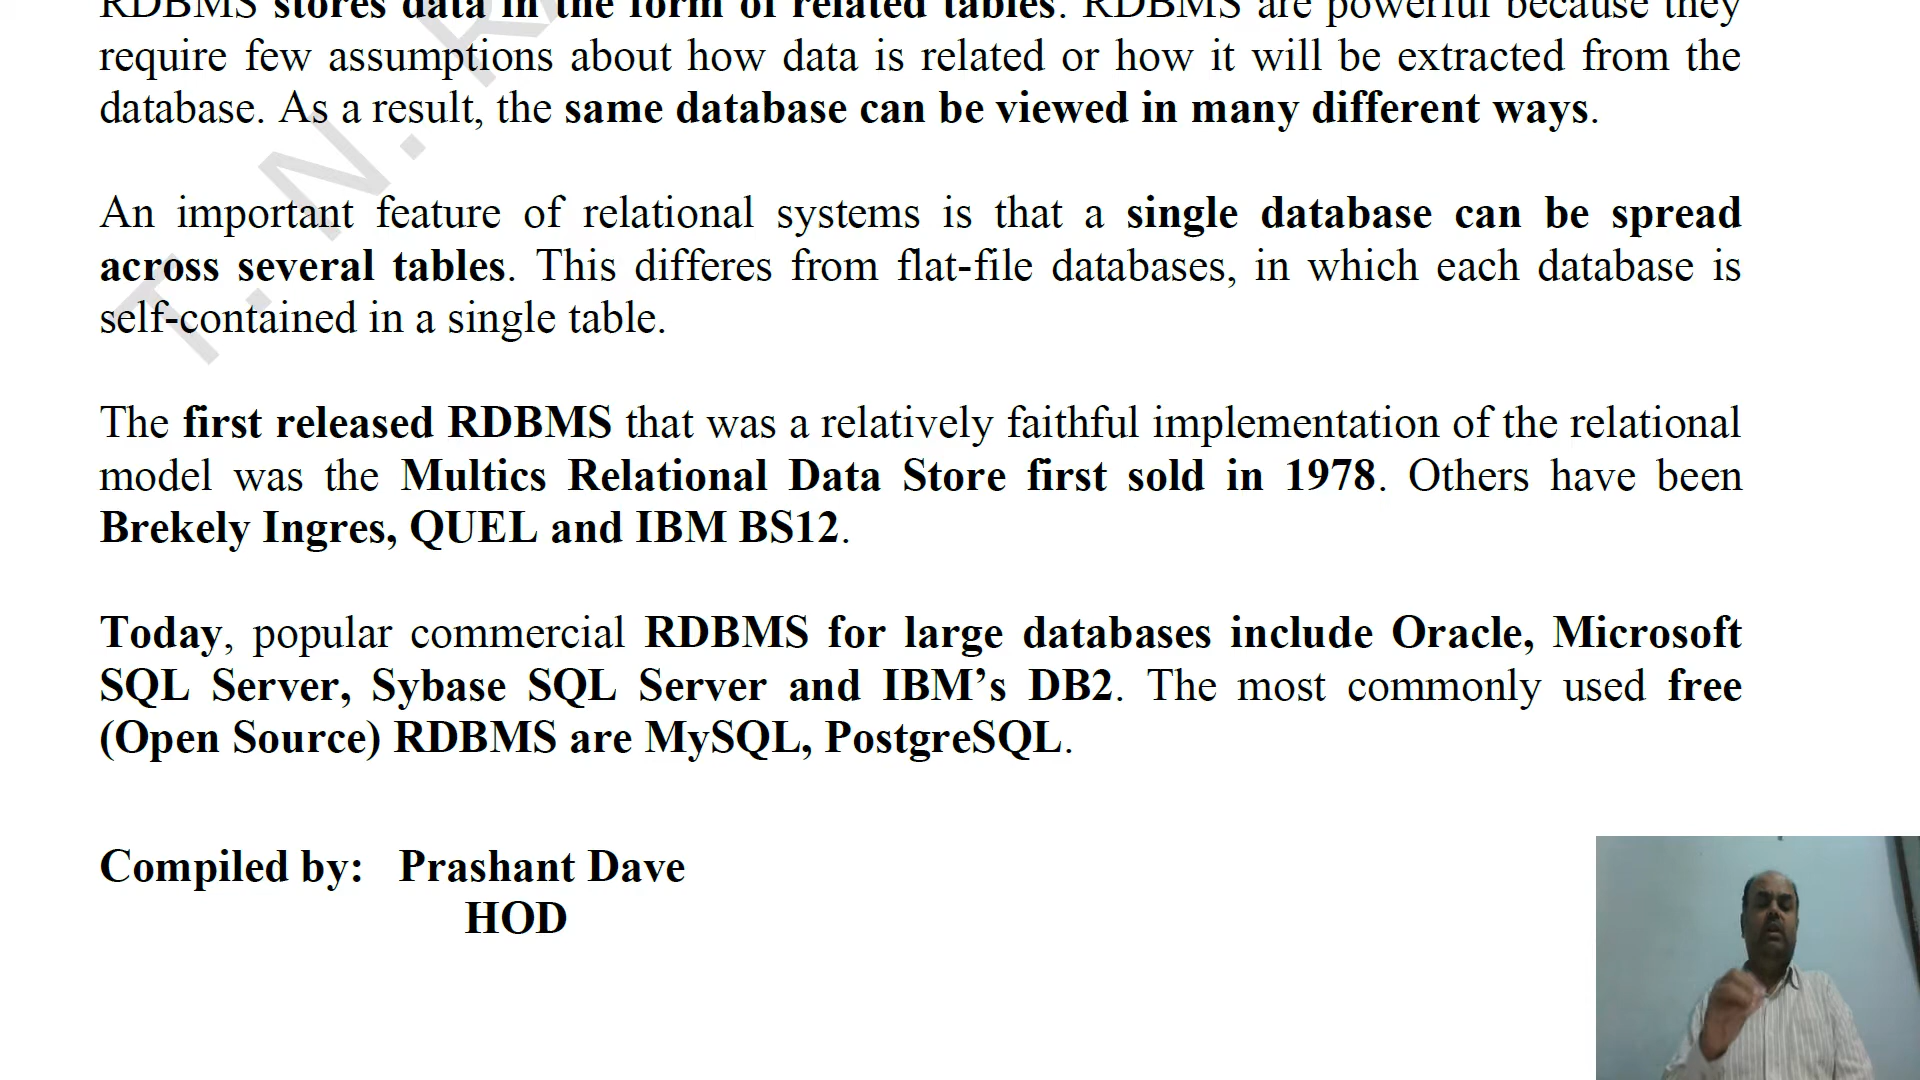 RDBMS stores data in the form of related tables. RDBMS are powerful because they
require few assumptions about how data is related or how it will be extracted from the
database. As a result, the same database can be viewed in many different ways.
An important feature of relational systems is that a single database can be spread
across several tables. This differes from flat-file databases, in which each database is
self-contained in a single table.
The first released RDBMS that was a relatively faithful implementation of the relational
model was the Multics Relational Data Store first sold in 1978. Others have been
Brekely Ingres, QUEL and IBM BS12.
Today, popular commercial RDBMS for large databases include Oracle, Microsoft
SQL Server, Sybase SQL Server and IBM’s DB2. The most commonly used free
(Open Source) RDBMS are MySQL, PostgreSQL.
Compiled by: Prashant Dave
HOD
T. N. R